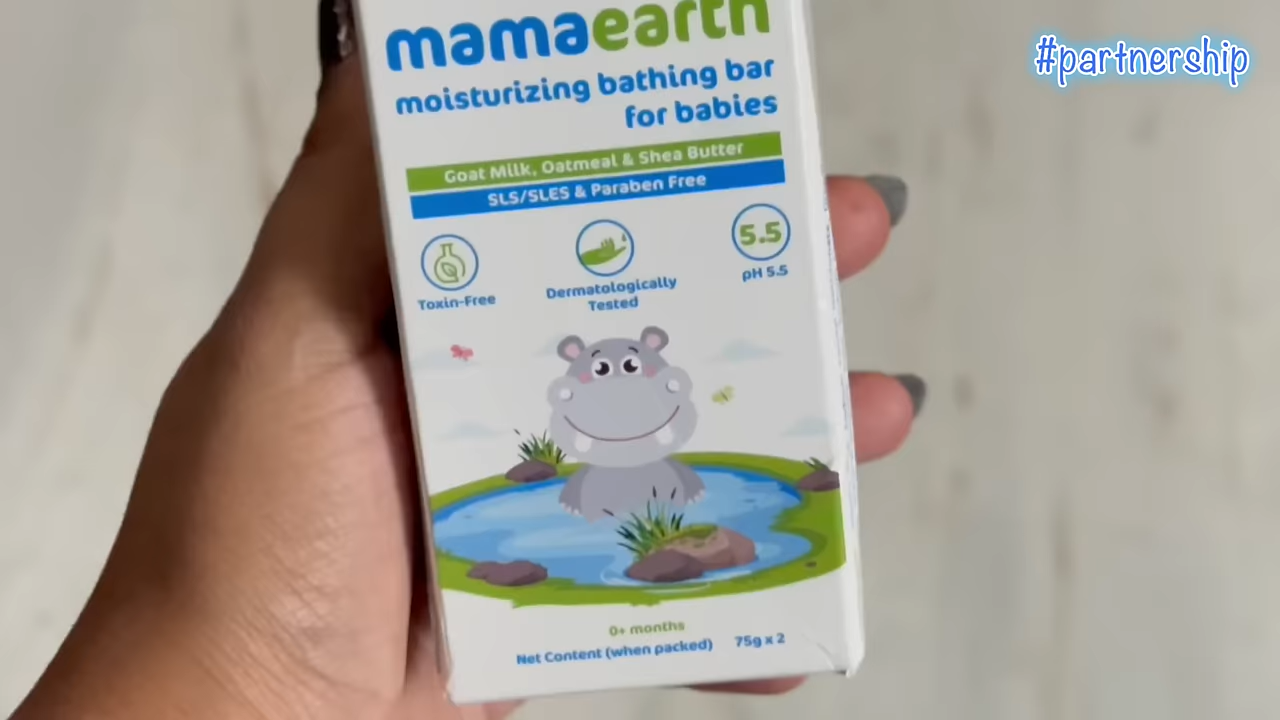 #partnership
mamaearth
moisturizing bathing bar
for babies
Goat Milk, Oatmeal & Shea Butter
SLS/SLES & Paraben Free
5.5
Toxin-Free
Dermatologically
Tested
pH 5.5
0+ months
Net Content (when packed) 75g x 2